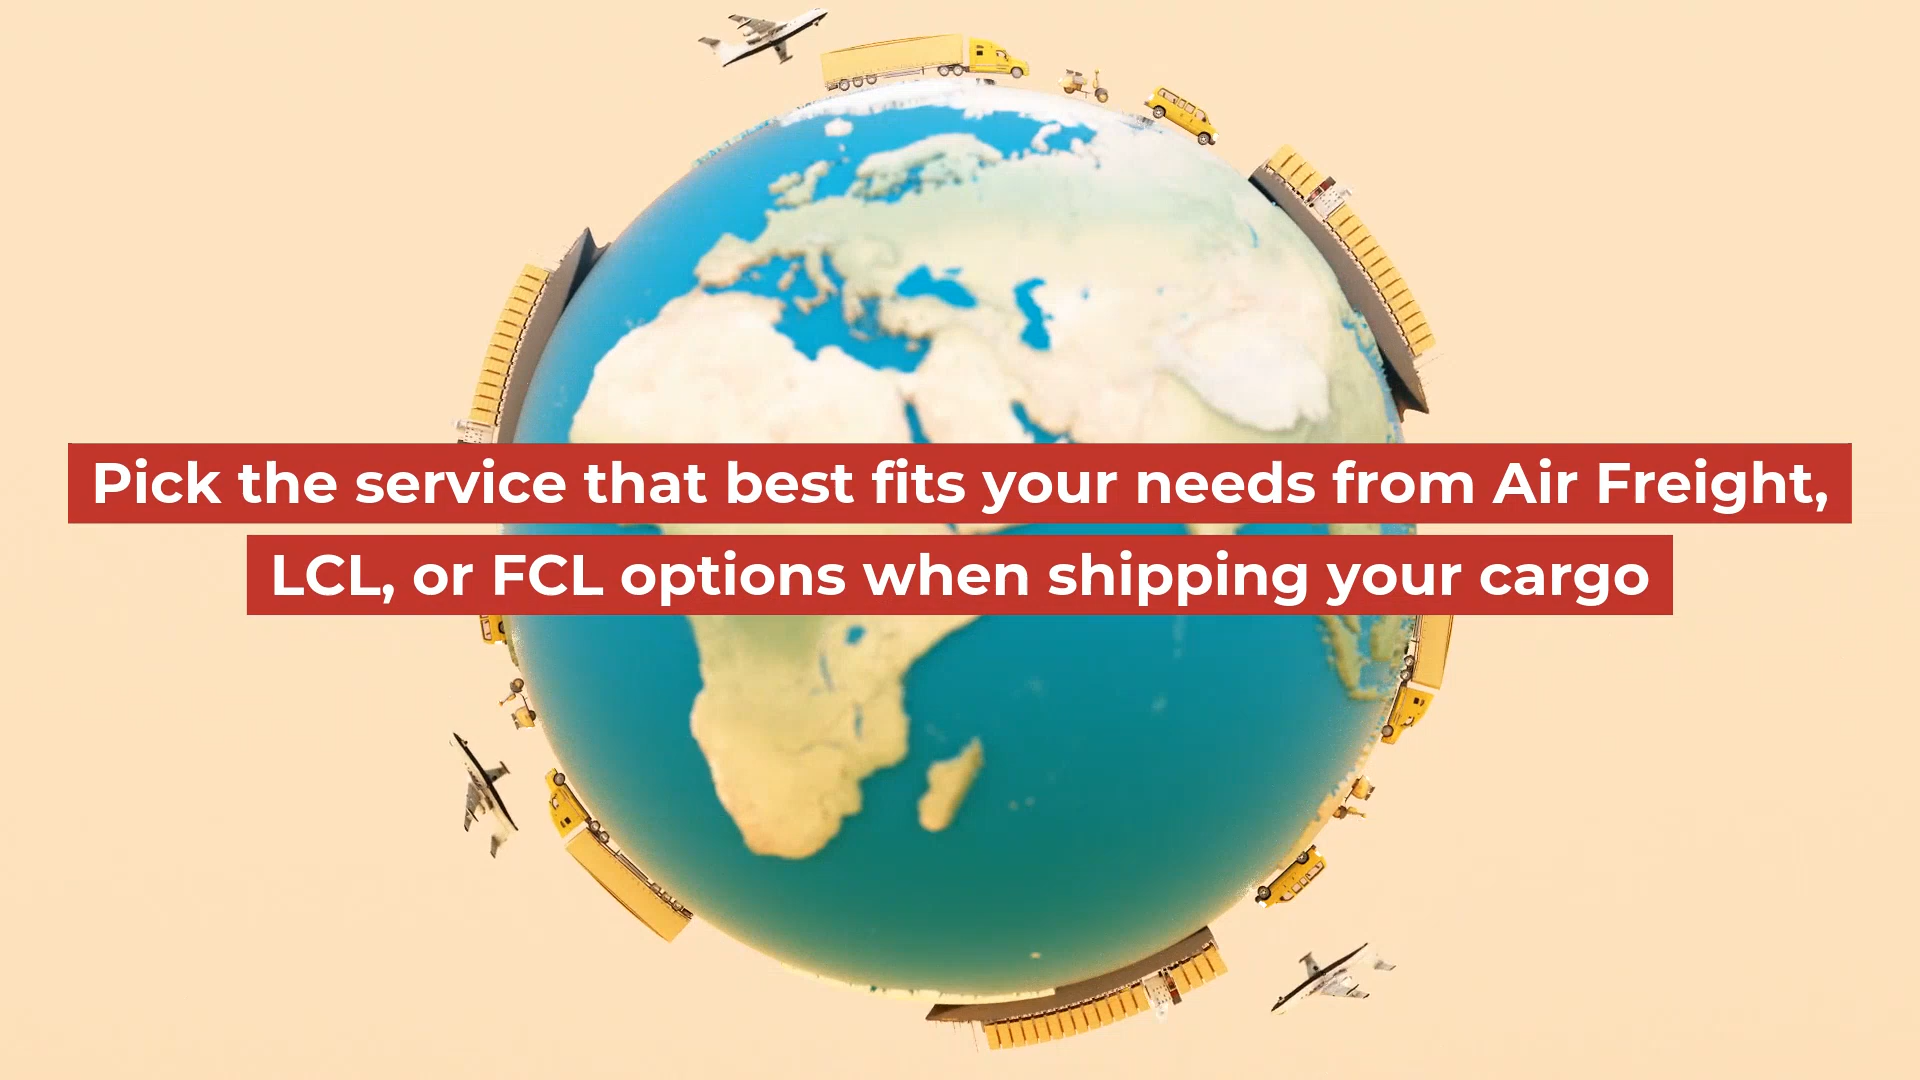 Pick the service that best fits your needs from Air Freight,
LCL, or FCL options when shipping your cargo